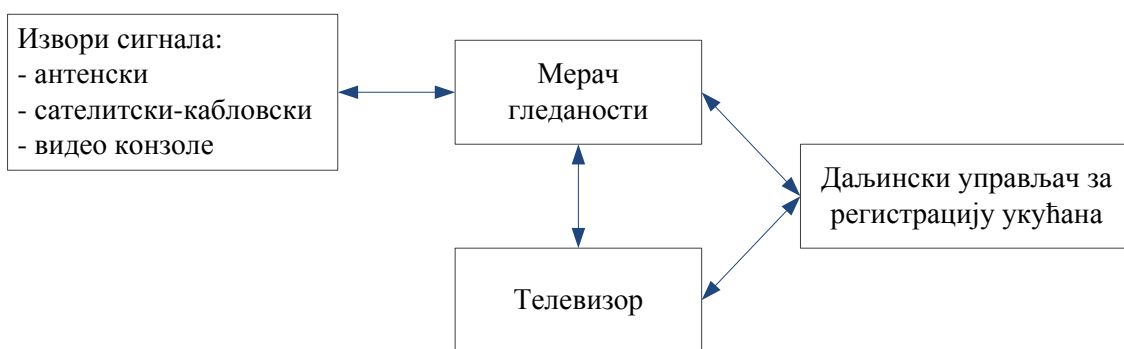 Извори сигнала:
- антенски
- сателитски-кабловски
- видео конзоле
Мерач
гледаности
Даљински управљач за
регистрацију укућана
Телевизор